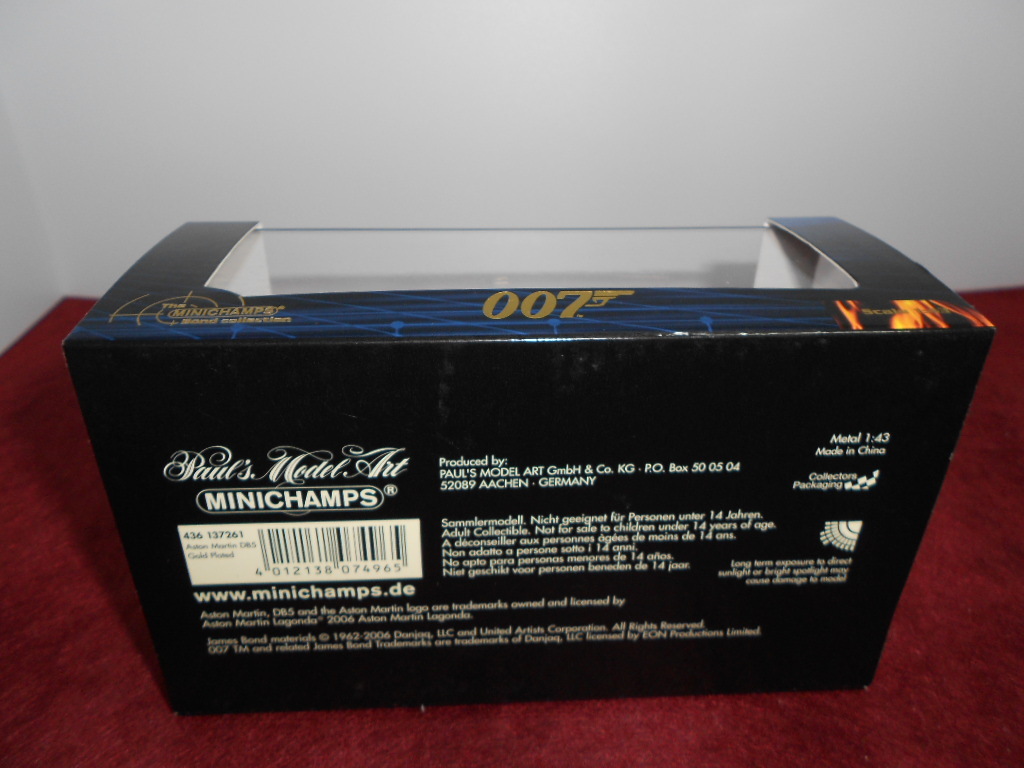 The
MINICHAMPS
Bond collection
007
TM
Scale
Paul's Model Art
MINICHAMPS®
Produced by:
PAUL'S MODEL ART GmbH & Co. KG · P.O. Box 50 05 04
52089 AACHEN · GERMANY
Metal 1:43
Made in China
Collectors
Packaging
436 137261
Aston Martin DB5
Gold Plated
4 012138 074965
www.minichamps.de
Sammlermodell. Nicht geeignet für Personen unter 14 Jahren.
Adult Collectible. Not for sale to children under 14 years of age.
A déconseiller aux personnes âgées de moins de 14 ans.
Non adatto a persone sotto i 14 anni.
No apto para personas menores de 14 años.
Niet geschikt voor personen beneden de 14 jaar.
Long term exposure to direct
sunlight or bright spotlight may
cause damage to model
Aston Martin, DB5 and the Aston Martin logo are trademarks owned and licensed by
Aston Martin Lagonda® 2006 Aston Martin Lagonda.
James Bond materials © 1962-2006 Danjaq, LLC and United Artists Corporation. All Rights Reserved.
007 TM and related James Bond Trademarks are trademarks of Danjaq, LLC licensed by EON Productions Limited.